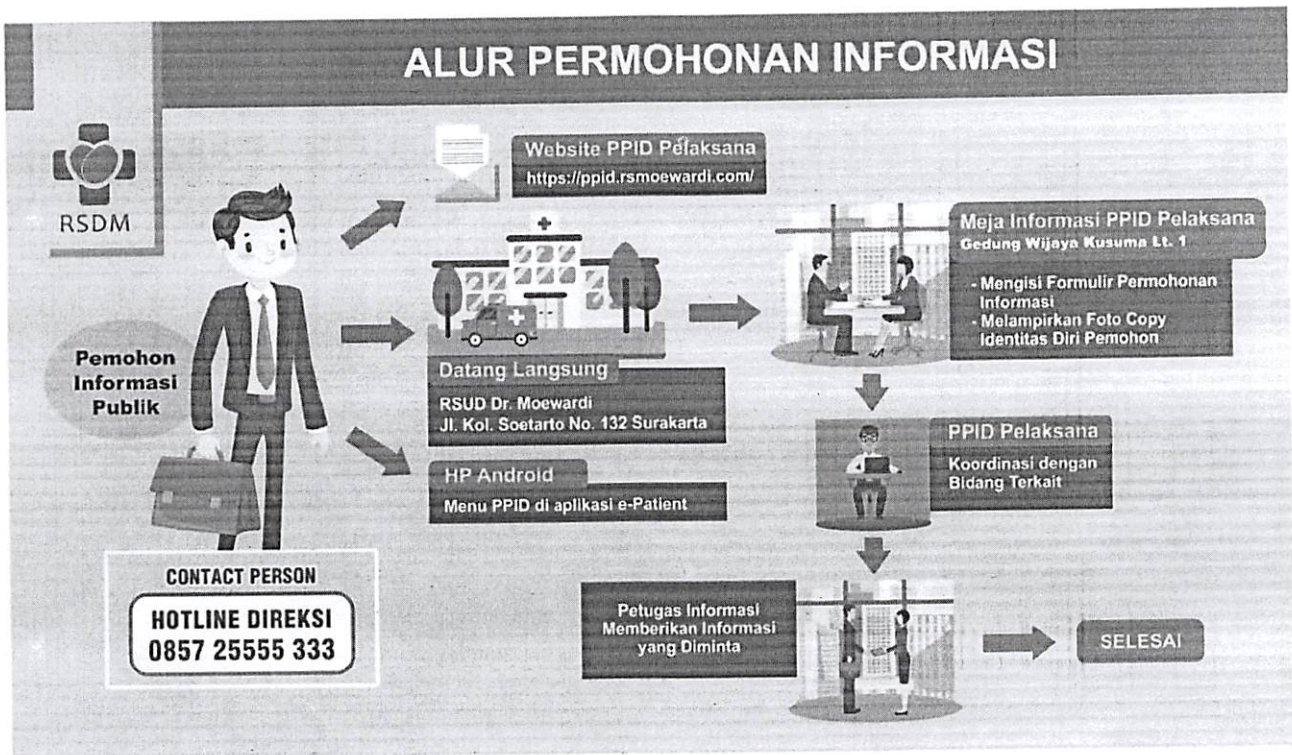 ALUR PERMOHONAN INFORMASI
RSDM
Website PPID Pelaksana
https://ppid.rsmoewardi.com/
Pemohon
Informasi
Publik
Datang Langsung
RSUD Dr. Moewardi
Jl. Kol. Soetarto No. 132 Surakarta
HP Android
Menu PPID di aplikasi e-Patient
Meja Informasi PPID Pelaksana
Gedung Wijaya Kusuma Lt. 1
- Mengisi Formulir Permohonan
Informasi
- Melampirkan Foto Copy
Identitas Diri Pemohon
PPID Pelaksana
Koordinasi dengan
Bidang Terkait
Petugas Informasi
Memberikan Informasi
yang Diminta
SELESAI
CONTACT PERSON
HOTLINE DIREKSI
0857 25555 333